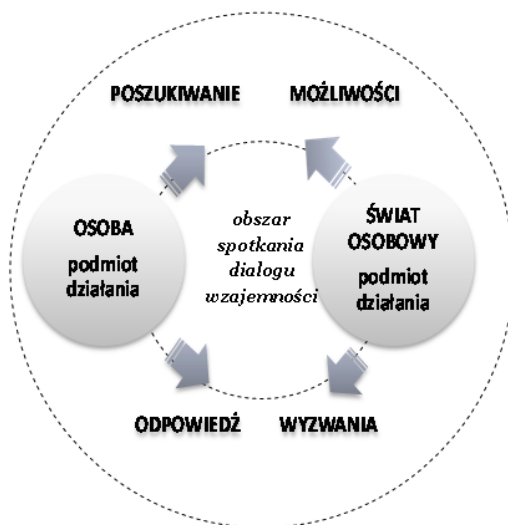 POSZUKIWANIE MOŻLIWOŚCI
OSOBA
podmiot
działania
obszar
spotkania
dialogu
wzajemności
ŚWIAT
OSOBOWY
podmiot
działania
ODPOWIEDŹ WYZWANIA